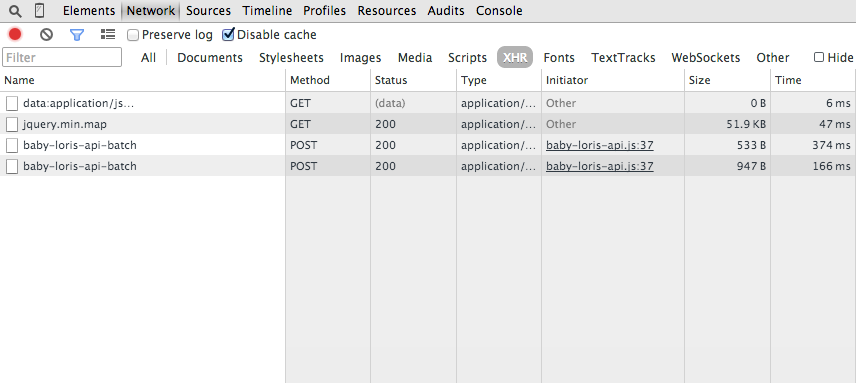 Elements Network Sources Timeline Profiles Resources Audits Console
Preserve log Disable cache
Filter All Documents Stylesheets Images Media Scripts XHR Fonts TextTracks WebSockets Other Hide
Name Method Status Type Initiator Size Time
data:application/js... GET (data) application/... Other 0 B 6 ms
jquery.min.map GET 200 application/... Other 51.9 KB 47 ms
baby-loris-api-batch POST 200 application/... baby-loris-api.js:37 533 B 374 ms
baby-loris-api-batch POST 200 application/... baby-loris-api.js:37 947 B 166 ms